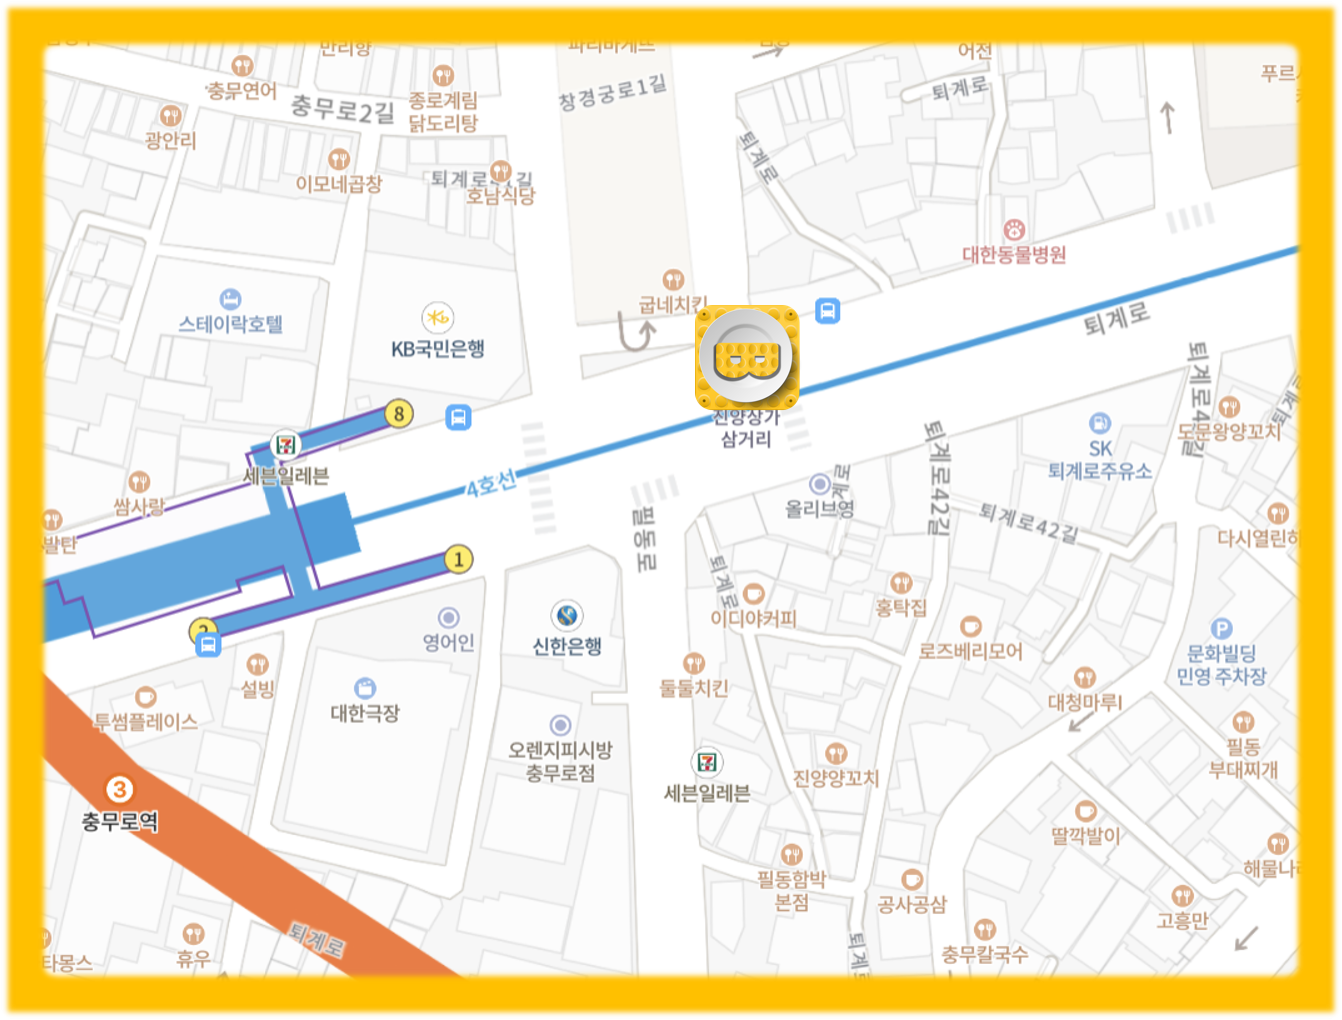 만리향
파리바게뜨
어전
충무연어
충무로2길
종로계림
닭도리탕
창경궁로1길
퇴계로
푸르
광안리
이모네곱창
호남식당
퇴계로
대한동물병원
스테이락호텔
KB국민은행
굽네치킨
퇴계로
8
세븐일레븐
4호선
진양상가
삼거리
SK
퇴계로주유소
도문왕양꼬치
퇴계로
쌈사랑
발탄
올리브영
퇴계로42길
퇴계로42길
다시열린하
필동로
1
2
영어인
신한은행
퇴계로
이디야커피
홍탁집
로즈베리모어
P
문화빌딩
민영 주차장
설빙
대한극장
둘둘치킨
대청마루I
투썸플레이스
오렌지피시방
충무로점
필동
부대찌개
3
충무로역
7
세븐일레븐
진양양꼬치
딸깍발이
필동함박
본점
공사공삼
해물나라
고흥만
퇴계로
타몽스
휴우
충무칼국수
퇴계로